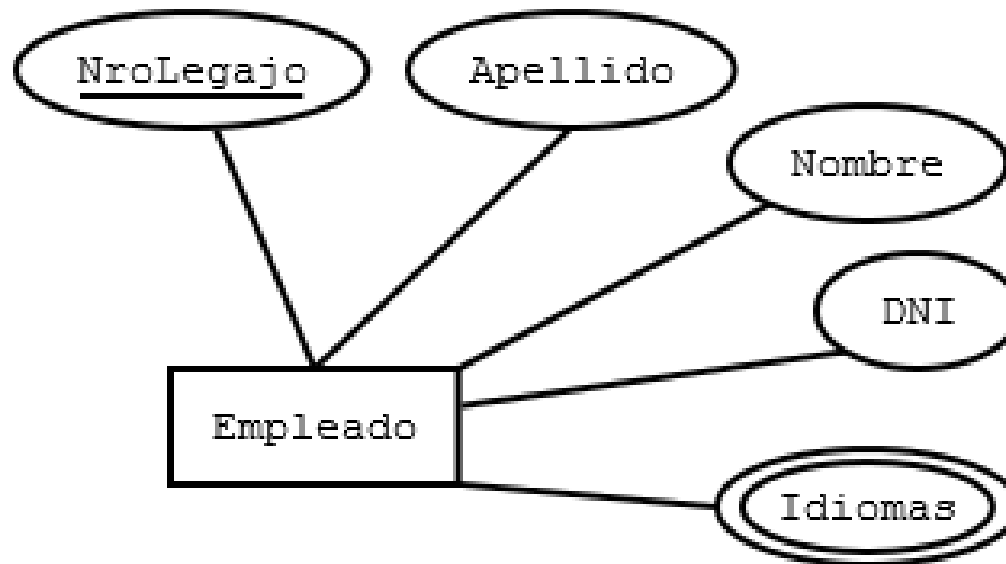 NroLegajo
Apellido
Nombre
DNI
Empleado
Idiomas